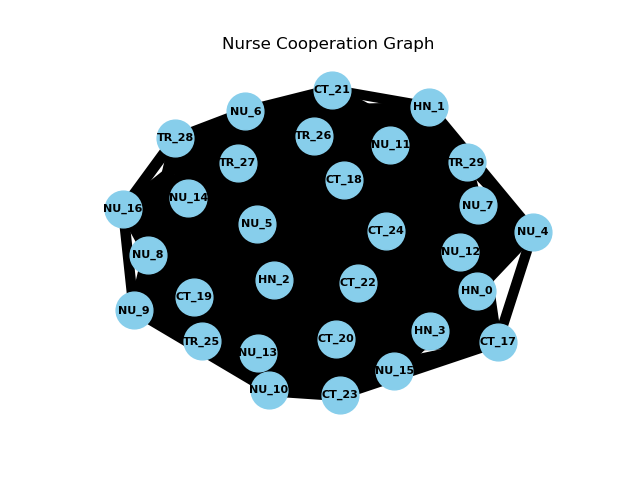 Nurse Cooperation Graph
CT_21
HN_1
NU_6
TR_28
TR_26
NU_11
TR_27
TR_29
CT_18
NU_14
NU_7
NU_16
NU_5
CT_24
NU_4
NU_8
NU_12
HN_2
CT_22
HN_0
CT_19
NU_9
HN_3
TR_25
CT_20
CT_17
NU_13
NU_15
NU_10
CT_23